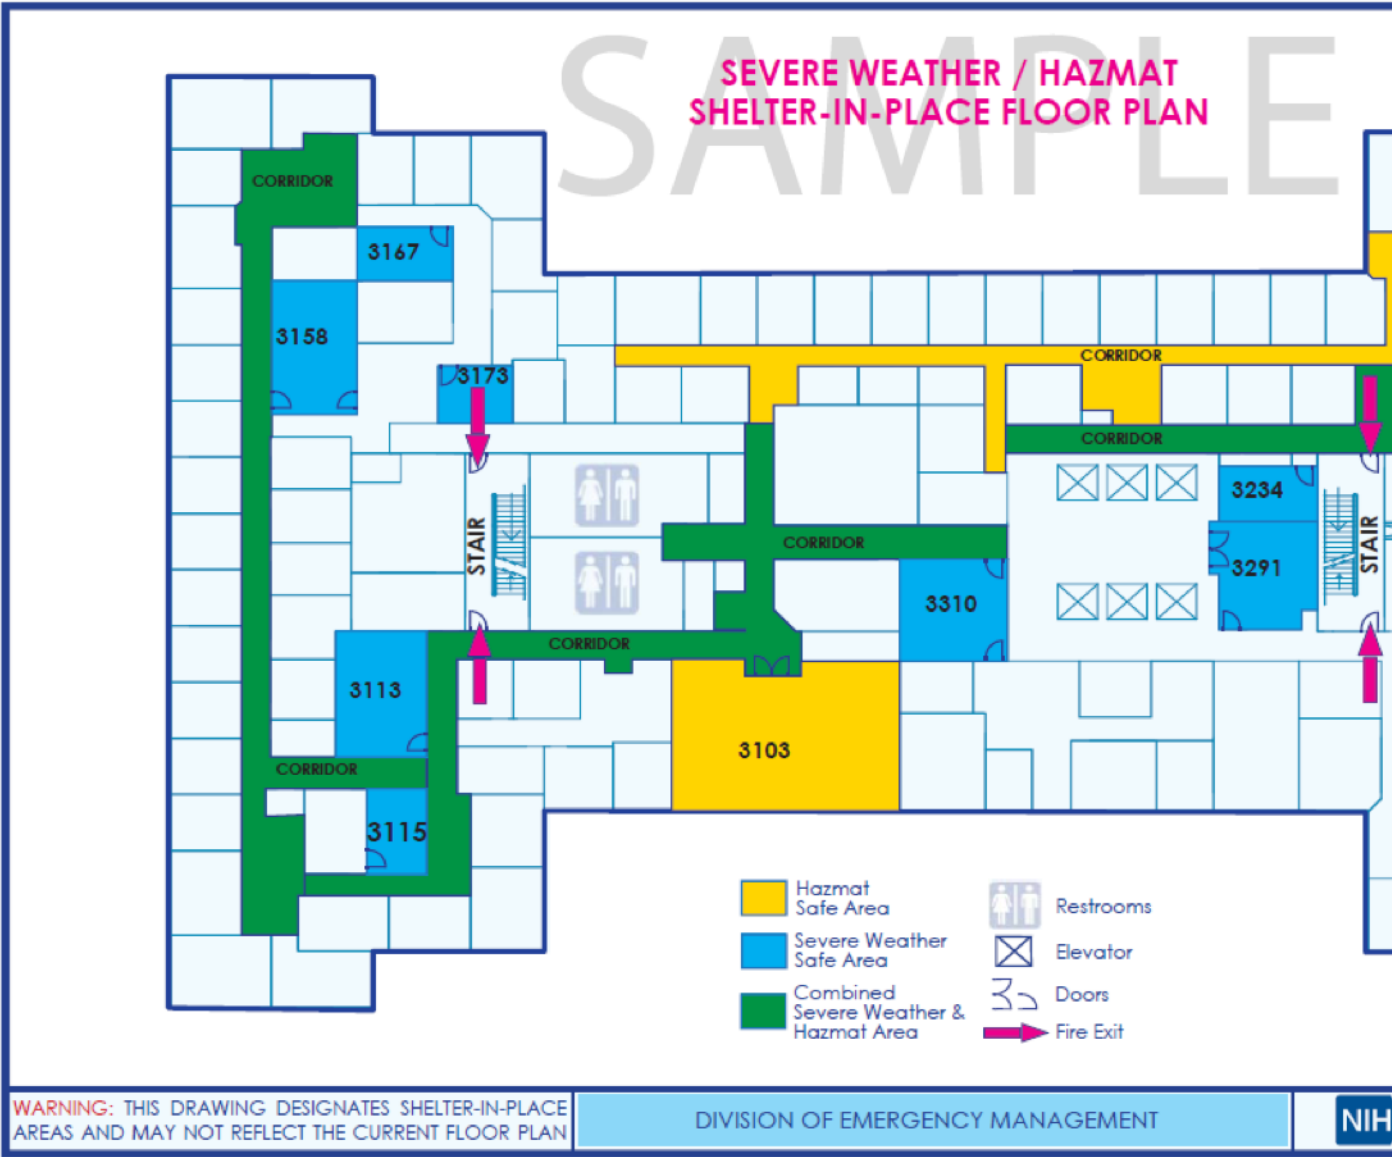 SAMPLE
SEVERE WEATHER / HAZMAT
SHELTER-IN-PLACE FLOOR PLAN
CORRIDOR
3167
3158
CORRIDOR
3173
CORRIDOR
3234
STAIR
CORRIDOR
STAIR
3291
3310
CORRIDOR
3113
3103
CORRIDOR
3115
Hazmat
Safe Area
Restrooms
Severe Weather
Safe Area
Elevator
Combined
Severe Weather &
Hazmat Area
Doors
Fire Exit
WARNING: THIS DRAWING DESIGNATES SHELTER-IN-PLACE
AREAS AND MAY NOT REFLECT THE CURRENT FLOOR PLAN
DIVISION OF EMERGENCY MANAGEMENT
NIH